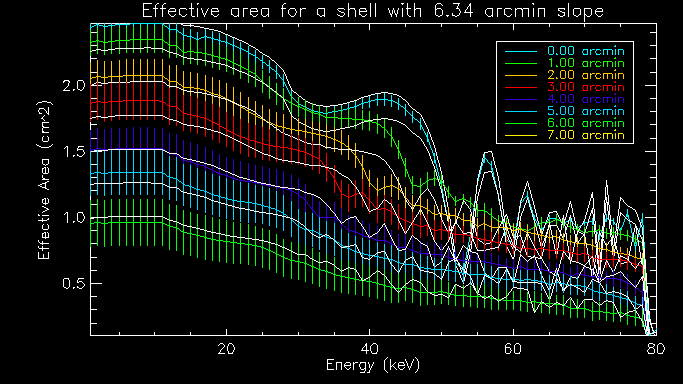 Effective area for a shell with 6.34 arcmin slope
Effective Area (cm^2)
2.0
1.5
1.0
0.5
0.00 arcmin
1.00 arcmin
2.00 arcmin
3.00 arcmin
4.00 arcmin
5.00 arcmin
6.00 arcmin
7.00 arcmin
20 40 60 80
Energy (keV)